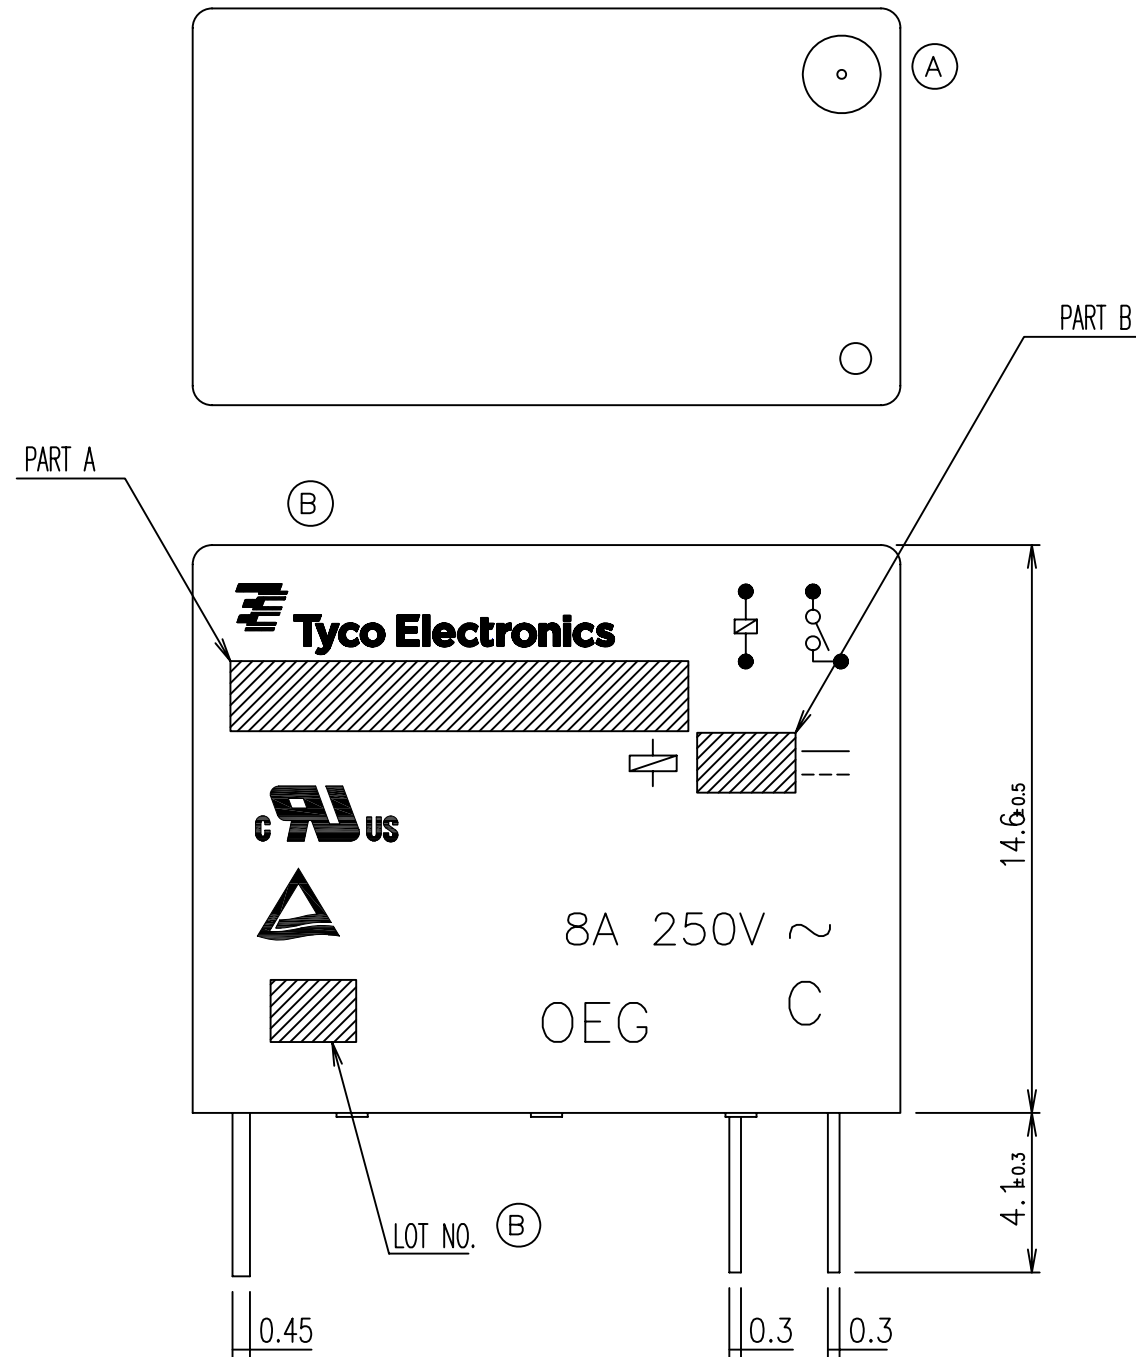 A
PART B
PART A
B
Tyco Electronics
C US
14.6±0.5
8A 250V ~
OEG C
4.1±0.3
LOT NO. B
0.45 0.3 0.3